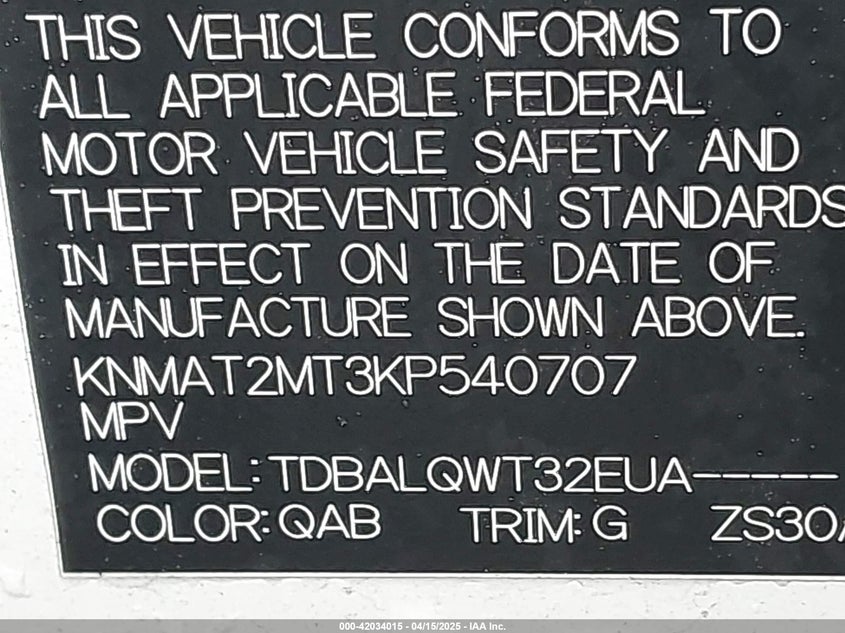 THIS VEHICLE CONFORMS TO
ALL APPLICABLE FEDERAL
MOTOR VEHICLE SAFETY AND
THEFT PREVENTION STANDARDS
IN EFFECT ON THE DATE OF
MANUFACTURE SHOWN ABOVE.
KNMAT2MT3KP540707
MPV
MODEL:TDBALQWT32EUA-----
COLOR:QAB TRIM:G ZS30A
000-42034015 - 04/15/2025 - IAA Inc.